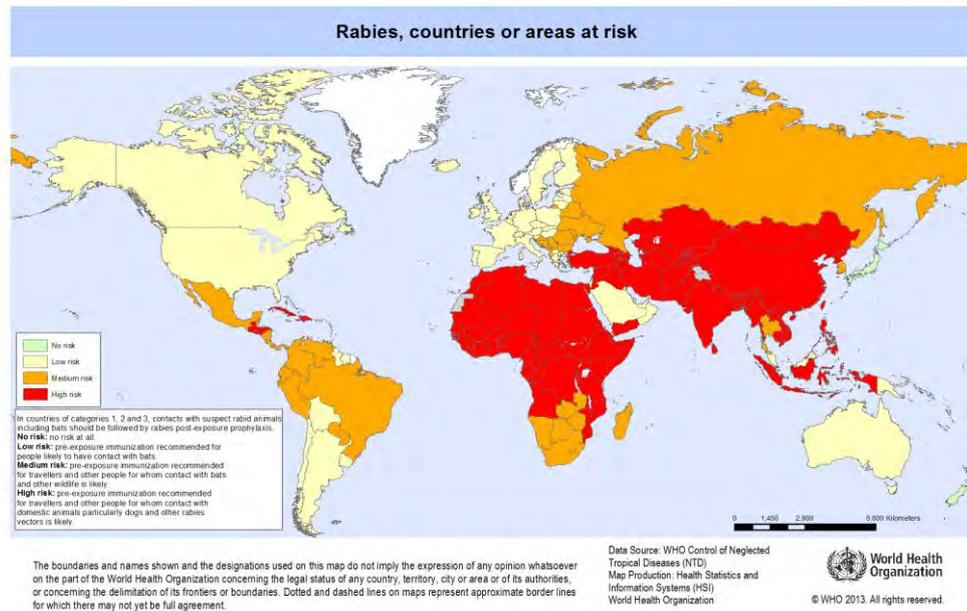 Rabies, countries or areas at risk
No risk
Low risk
Medium risk
High risk
In countries of categories 1, 2 and 3, contacts with suspect rabid animals
including bats should be followed by rabies post-exposure prophylaxis.
No risk: no risk at all.
Low risk: pre-exposure immunization recommended for
people likely to have contact with bats.
Medium risk: pre-exposure immunization recommended
for travellers and other people for whom contact with bats
and other wildlife is likely.
High risk: pre-exposure immunization recommended
for travellers and other people for whom contact with
domestic animals particularly dogs and other rabies
vectors is likely.
0 1,450 2,900 5,800 Kilometers
The boundaries and names shown and the designations used on this map do not imply the expression of any opinion whatsoever
on the part of the World Health Organization concerning the legal status of any country, territory, city or area or of its authorities,
or concerning the delimitation of its frontiers or boundaries. Dotted and dashed lines on maps represent approximate border lines
for which there may not yet be full agreement.
Data Source: WHO Control of Neglected
Tropical Diseases (NTD)
Map Production: Health Statistics and
Information Systems (HSI)
World Health Organization
World Health
Organization
© WHO 2013. All rights reserved.